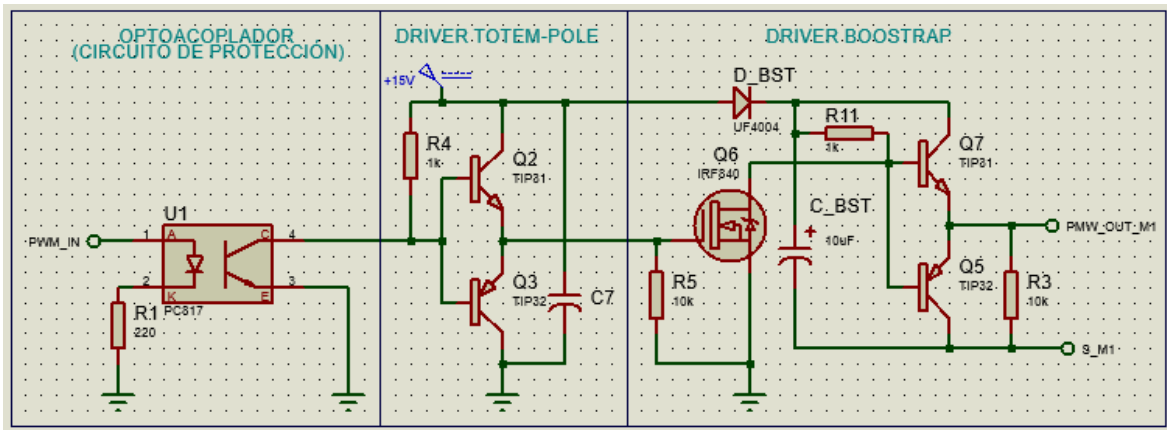 OPTOACOPLADOR
(CIRCUITO DE PROTECCIÓN)
DRIVER TOTEM-POLE
DRIVER BOOSTRAP
+15V
D_BST
UF4004
R4
1k
Q2
TIP31
R11
1k
Q7
TIP31
Q6
IRF840
U1
PWM_IN
1
A
C
4
2
K
E
3
PC817
R1
220
C_BST
+
10uF
PMW_OUT_M1
Q3
TIP32
C7
R5
10k
Q5
TIP32
R3
10k
S_M1